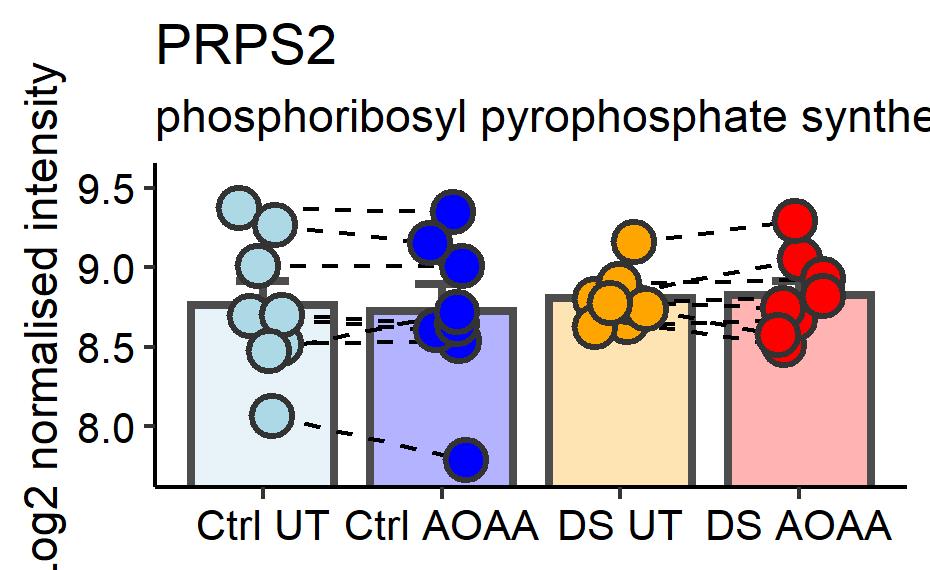 PRPS2
phosphoribosyl pyrophosphate synthe
og2 normalised intensity
9.5
9.0
8.5
8.0
Ctrl UT Ctrl AOAA DS UT DS AOAA